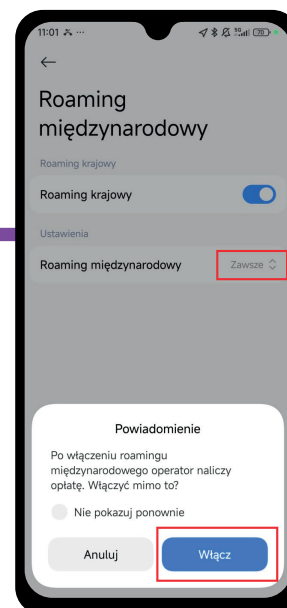 11:01
70
Roaming
międzynarodowy
Roaming krajowy
Roaming krajowy
Ustawienia
Roaming międzynarodowy Zawsze
Powiadomienie
Po włączeniu roamingu
międzynarodowego operator naliczy
opłatę. Włączyć mimo to?
Nie pokazuj ponownie
Anuluj Włącz